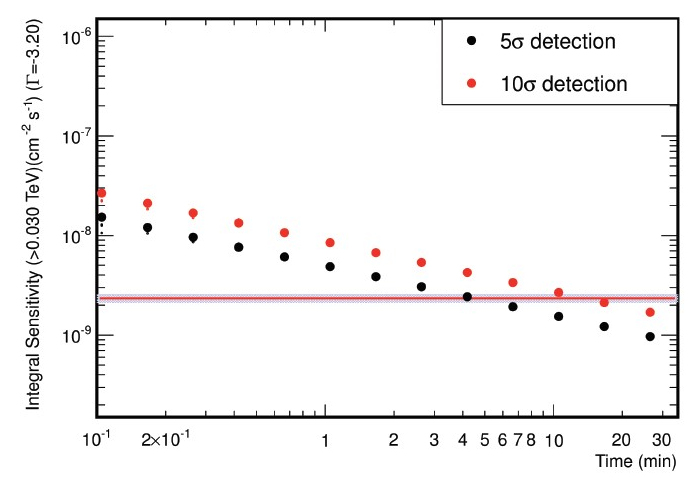 Integral Sensitivity (>0.030 TeV)(cm⁻² s⁻¹) (Γ=-3.20)
10⁻⁶
10⁻⁷
10⁻⁸
10⁻⁹
5σ detection
10σ detection
10⁻¹ 2×10⁻¹ 1 2 3 4 5 6 7 8 10 20 30
Time (min)